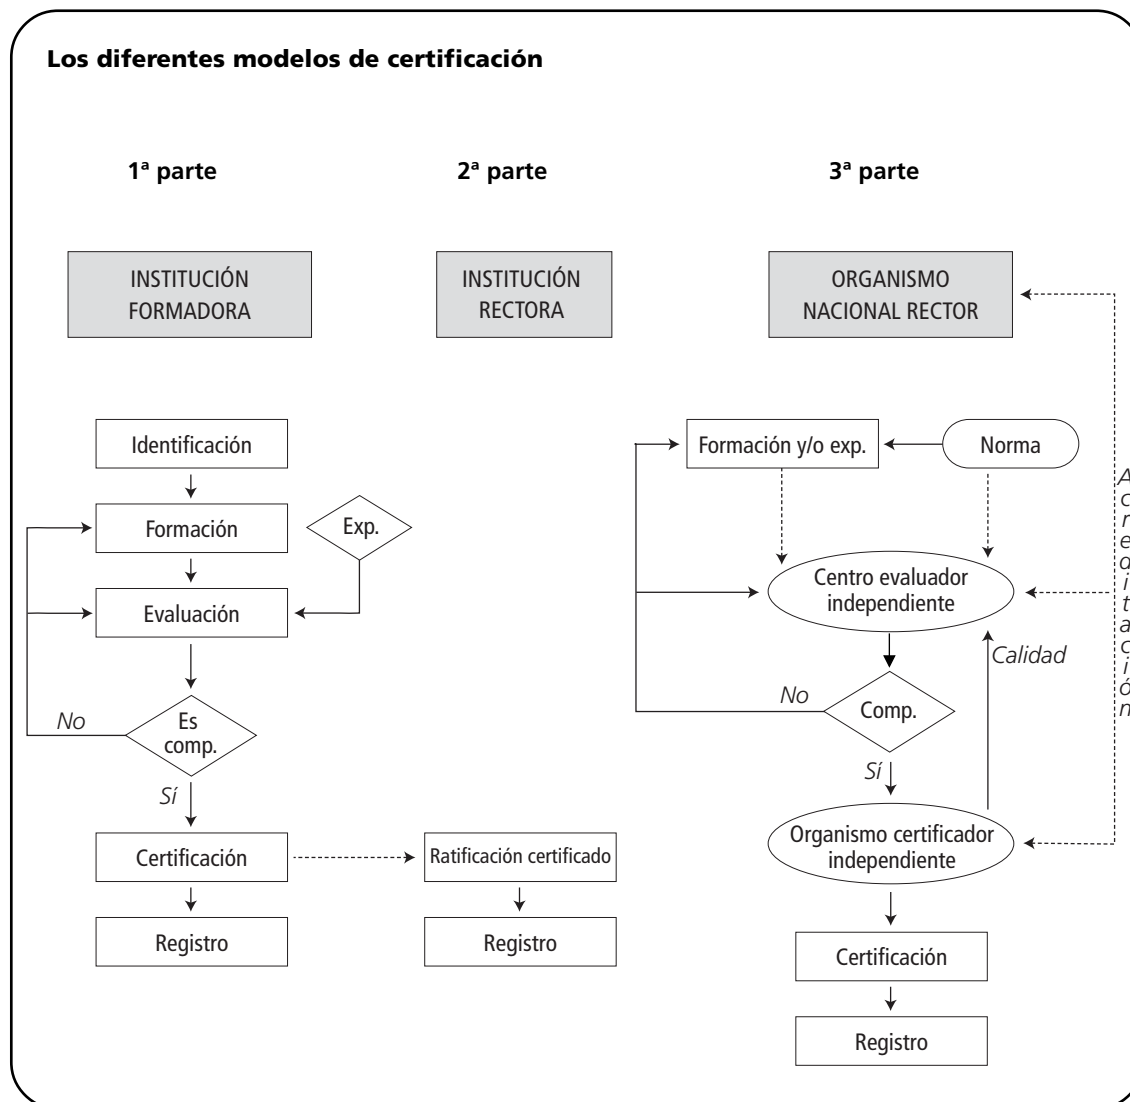 Los diferentes modelos de certificación
1ª parte
2ª parte
3ª parte
INSTITUCIÓN
FORMADORA
INSTITUCIÓN
RECTORA
ORGANISMO
NACIONAL RECTOR
Identificación
Formación
Exp.
Evaluación
Es
comp.
No
Sí
Certificación
Registro
Ratificación certificado
Registro
Formación y/o exp.
Norma
Centro evaluador
independiente
Calidad
Comp.
No
Sí
Organismo certificador
independiente
Certificación
Registro
Acreditación